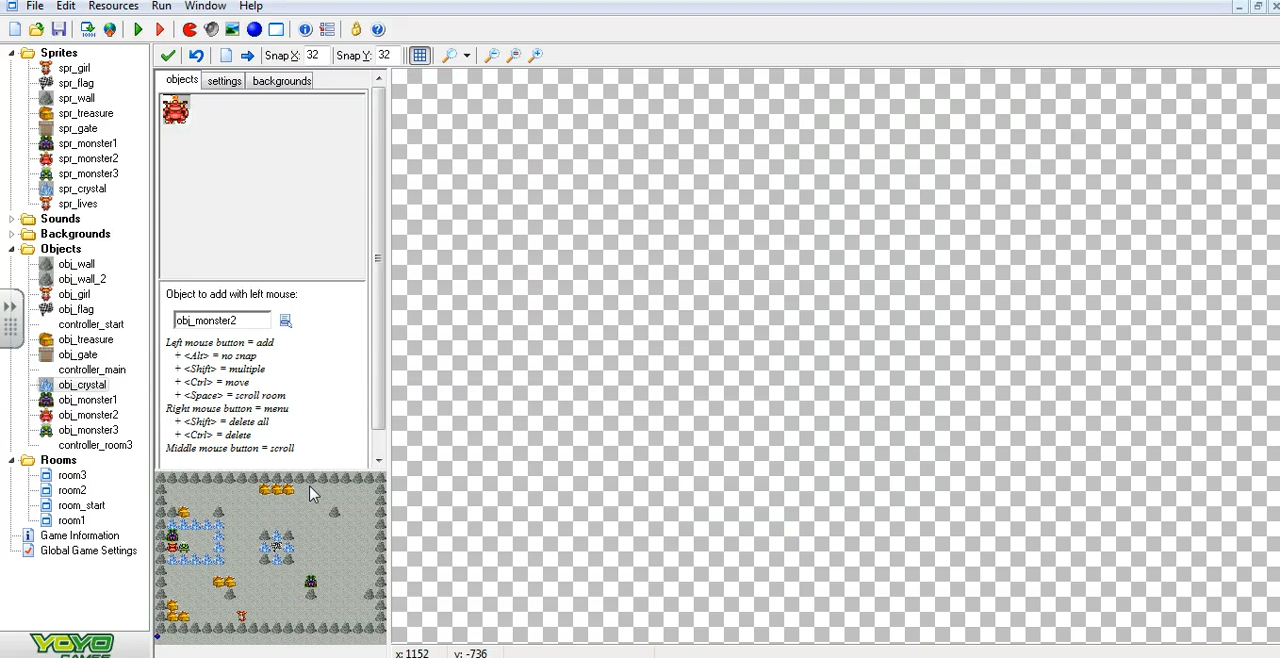 File Edit Resources Run Window Help
Snap X: 32 Snap Y: 32
Sprites
spr_girl
spr_flag
spr_wall
spr_treasure
spr_gate
spr_monster1
spr_monster2
spr_monster3
spr_crystal
spr_lives
Sounds
Backgrounds
Objects
obj_wall
obj_wall_2
obj_girl
obj_flag
controller_start
obj_treasure
obj_gate
controller_main
obj_crystal
obj_monster1
obj_monster2
obj_monster3
controller_room3
Rooms
room3
room2
room_start
room1
Game Information
Global Game Settings
YOYO
GAMES
objects settings backgrounds
Object to add with left mouse:
obj_monster2
Left mouse button = add
+ <Alt> = no snap
+ <Shift> = multiple
+ <Ctrl> = move
+ <Space> = scroll room
Right mouse button = menu
+ <Shift> = delete all
+ <Ctrl> = delete
Middle mouse button = scroll
x: 1152 y: -736